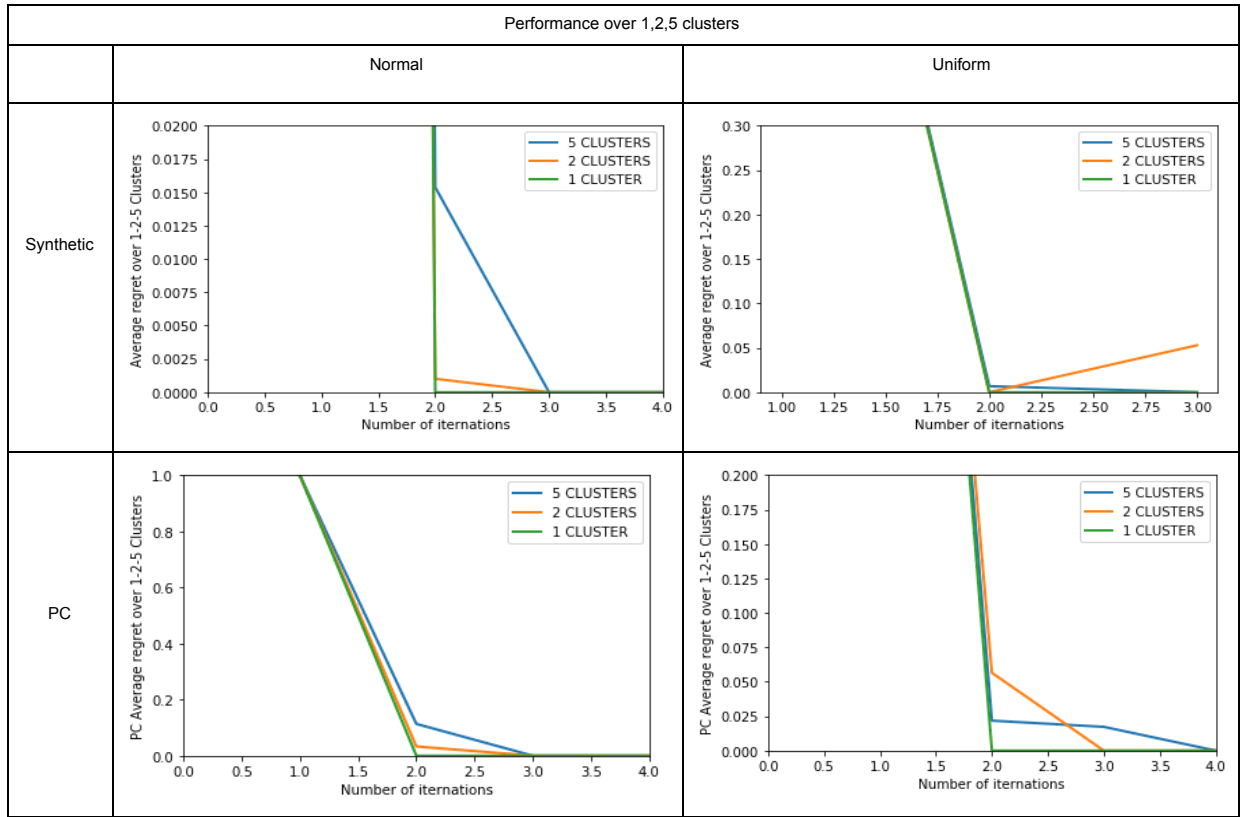 Performance over 1,2,5 clusters
Normal
Uniform
Synthetic
Average regret over 1-2-5 Clusters
0.0200
0.0175
0.0150
0.0125
0.0100
0.0075
0.0050
0.0025
0.0000
0.0 0.5 1.0 1.5 2.0 2.5 3.0 3.5 4.0
Number of iternations
5 CLUSTERS
2 CLUSTERS
1 CLUSTER
Average regret over 1-2-5 Clusters
0.30
0.25
0.20
0.15
0.10
0.05
0.00
1.00 1.25 1.50 1.75 2.00 2.25 2.50 2.75 3.00
Number of iternations
5 CLUSTERS
2 CLUSTERS
1 CLUSTER
PC
PC Average regret over 1-2-5 Clusters
1.0
0.8
0.6
0.4
0.2
0.0
0.0 0.5 1.0 1.5 2.0 2.5 3.0 3.5 4.0
Number of iternations
5 CLUSTERS
2 CLUSTERS
1 CLUSTER
PC Average regret over 1-2-5 Clusters
0.200
0.175
0.150
0.125
0.100
0.075
0.050
0.025
0.000
0.0 0.5 1.0 1.5 2.0 2.5 3.0 3.5 4.0
Number of iternations
5 CLUSTERS
2 CLUSTERS
1 CLUSTER